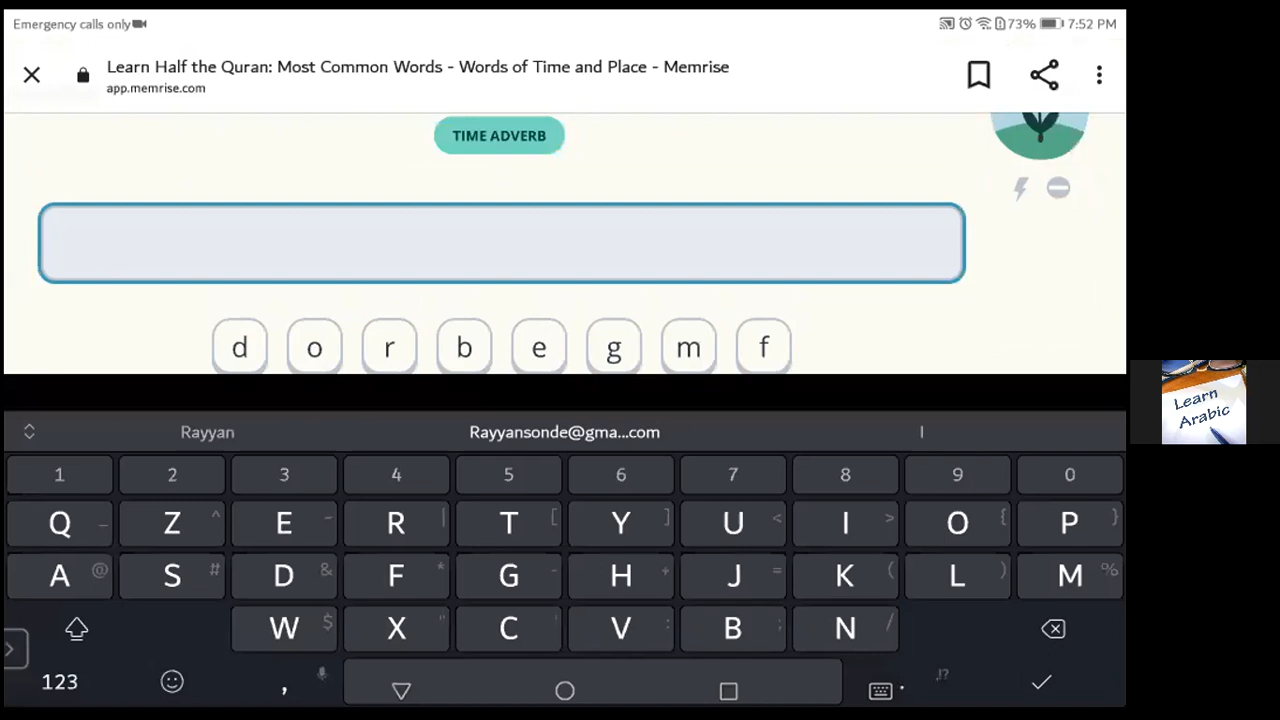 Emergency calls only
73% 7:52 PM
Learn Half the Quran: Most Common Words - Words of Time and Place - Memrise
app.memrise.com
TIME ADVERB
d o r b e g m f
Learn
Arabic
Rayyan Rayyansonde@gma...com I
1 2 3 4 5 6 7 8 9 0
Q _ Z ^ E ~ R | T [ Y ] U < I > O { P }
A @ S # D & F * G - H + J = K ( L ) M %
W $ X " C ' V : B ; N /
123 , . ,!?